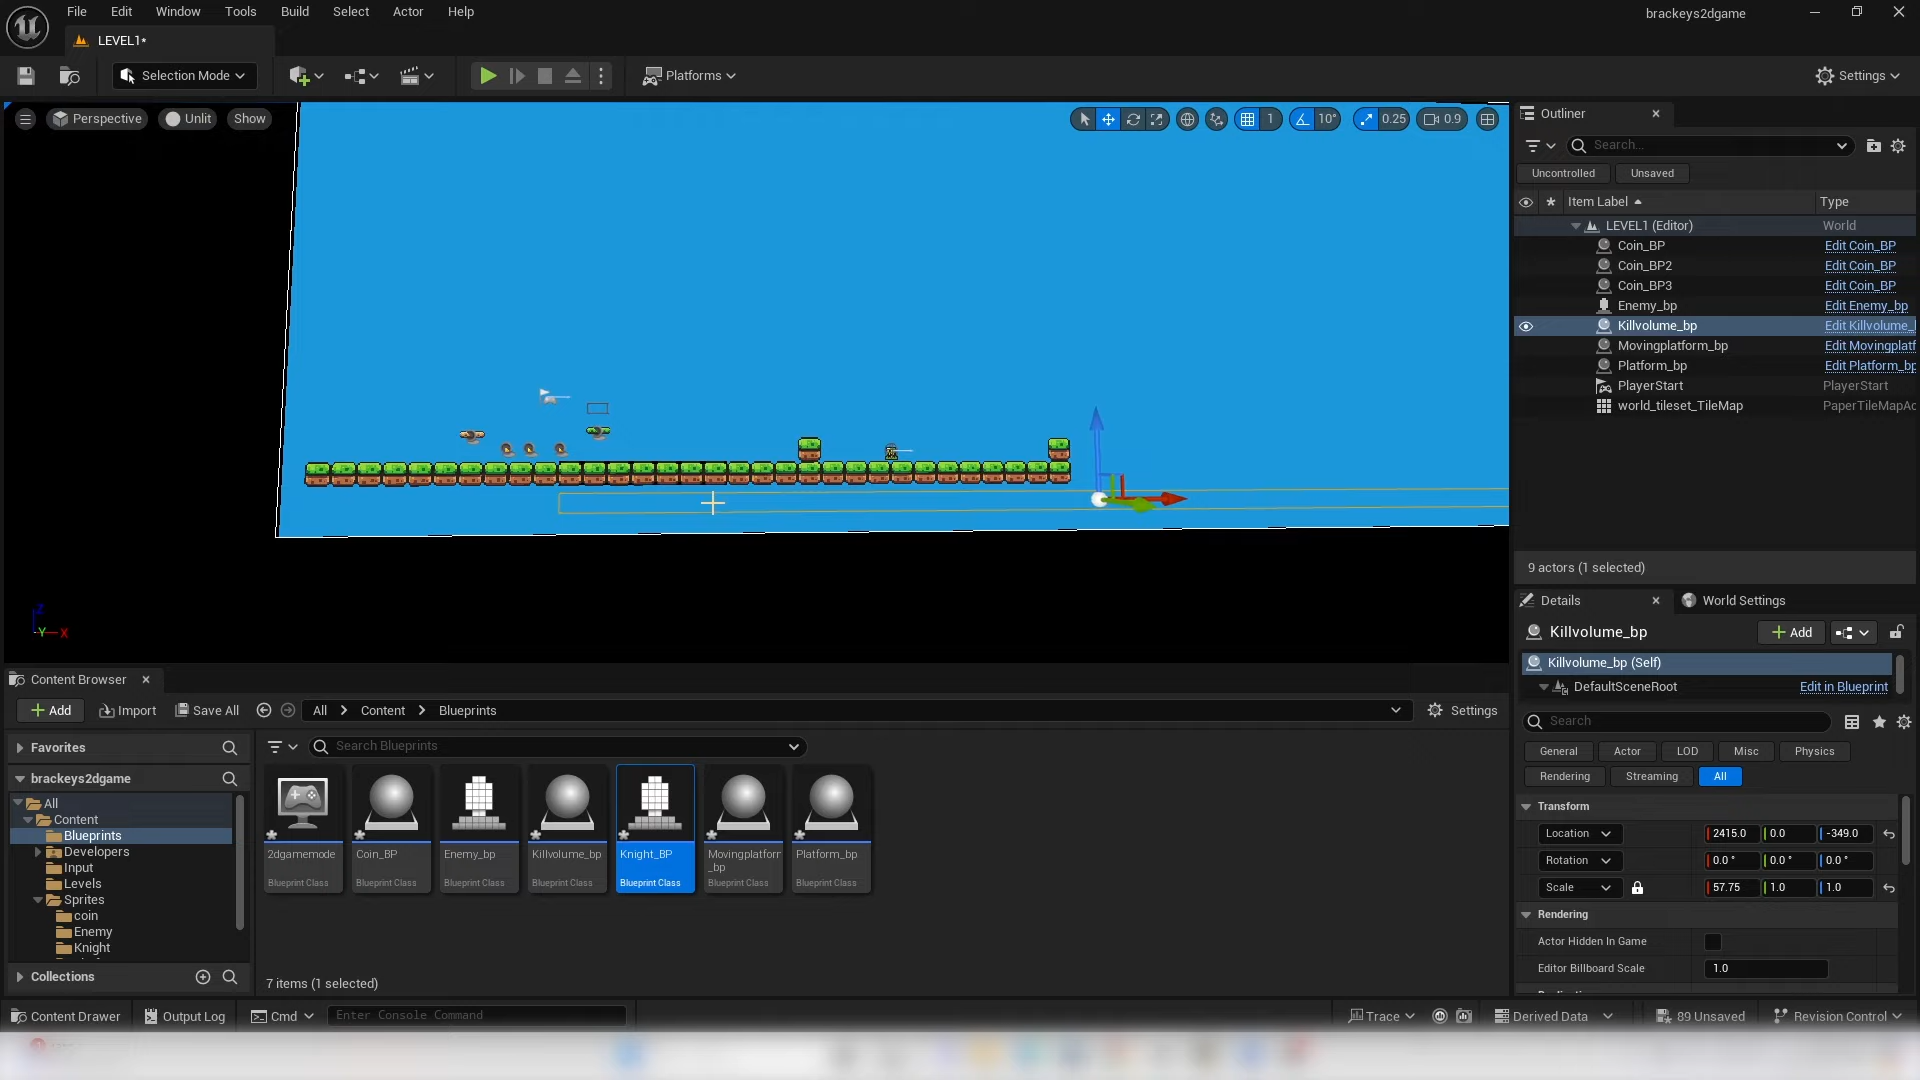 File Edit Window Tools Build Select Actor Help
brackeys2dgame
LEVEL1*
Selection Mode
Platforms
Settings
Perspective Unlit Show
1 10° 0.25 0.9
Outliner
Search...
Uncontrolled Unsaved
Item Label Type
LEVEL1 (Editor) World
Coin_BP Edit Coin_BP
Coin_BP2 Edit Coin_BP
Coin_BP3 Edit Coin_BP
Enemy_bp Edit Enemy_bp
Killvolume_bp Edit Killvolume_
Movingplatform_bp Edit Movingplatf
Platform_bp Edit Platform_bp
PlayerStart PlayerStart
world_tileset_TileMap PaperTileMapAc
9 actors (1 selected)
Z
Y X
Details World Settings
Killvolume_bp Add
Killvolume_bp (Self)
DefaultSceneRoot Edit in Blueprint
Search
General Actor LOD Misc Physics
Rendering Streaming All
Transform
Location 2415.0 0.0 -349.0
Rotation 0.0 ° 0.0 ° 0.0 °
Scale 57.75 1.0 1.0
Rendering
Actor Hidden In Game
Editor Billboard Scale 1.0
Content Browser
Add Import Save All All Content Blueprints Settings
Favorites
brackeys2dgame
All
Content
Blueprints
Developers
Input
Levels
Sprites
coin
Enemy
Knight
Collections
Search Blueprints
2dgamemode Coin_BP Enemy_bp Killvolume_bp Knight_BP Movingplatform Platform_bp
_bp
Blueprint Class Blueprint Class Blueprint Class Blueprint Class Blueprint Class Blueprint Class Blueprint Class
7 items (1 selected)
Content Drawer Output Log Cmd Enter Console Command Trace Derived Data 89 Unsaved Revision Control